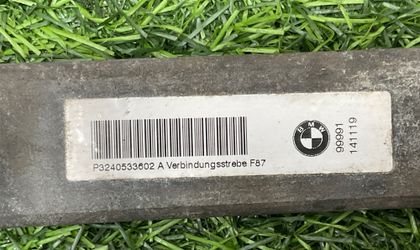 P3240533602 A Verbindungsstrebe F87
BMW
99991
141119